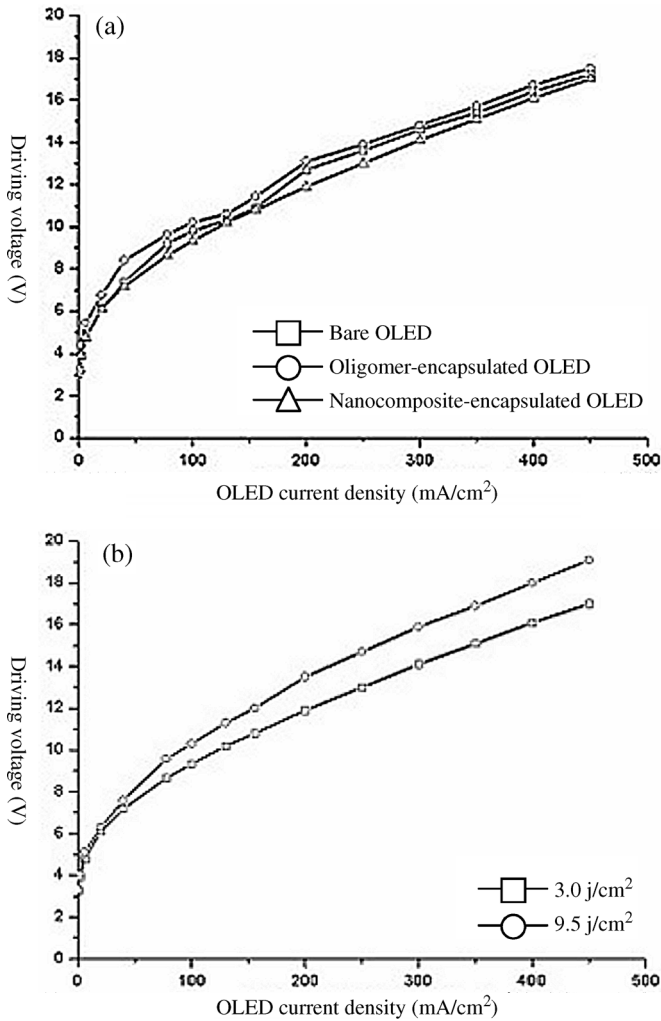 (a)
20
18
16
14
12
10
8
6
4
2
0
Driving voltage (V)
Bare OLED
Oligomer-encapsulated OLED
Nanocomposite-encapsulated OLED
0 100 200 300 400 500
OLED current density (mA/cm²)
(b)
20
18
16
14
12
10
8
6
4
2
0
Driving voltage (V)
3.0 j/cm²
9.5 j/cm²
0 100 200 300 400 500
OLED current density (mA/cm²)